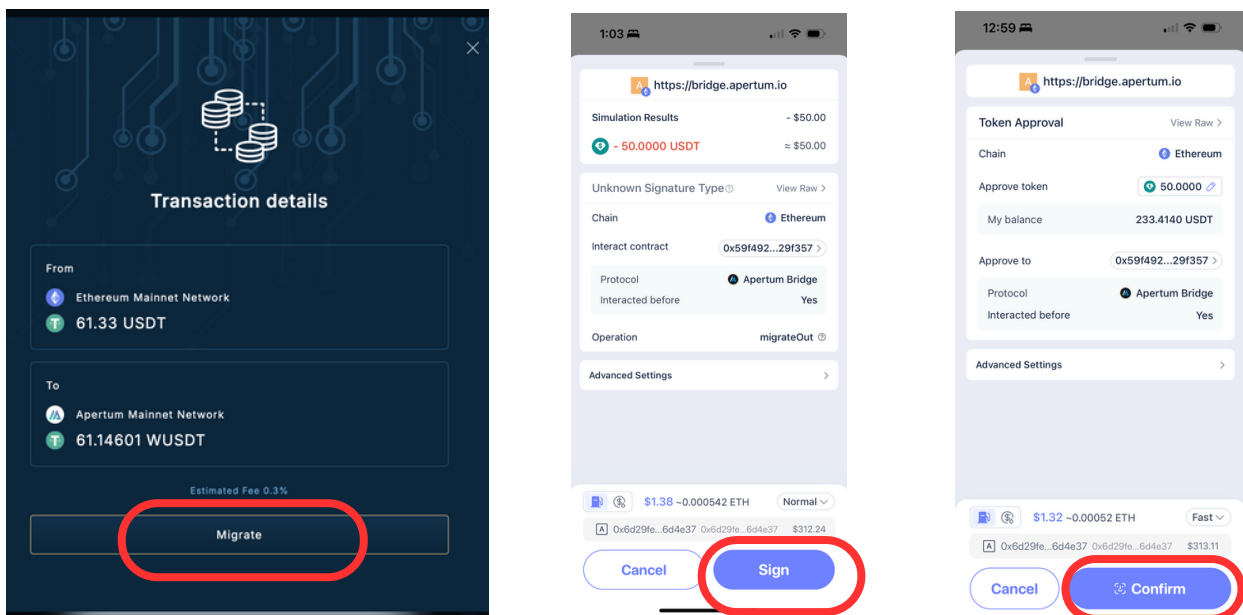 Transaction details
From
Ethereum Mainnet Network
61.33 USDT
To
Apertum Mainnet Network
61.14601 WUSDT
Estimated Fee 0.3%
Migrate
1:03
A https://bridge.apertum.io
Simulation Results - $50.00
- 50.0000 USDT ≈ $50.00
Unknown Signature Type View Raw >
Chain Ethereum
Interact contract 0x59f492...29f357 >
Protocol Apertum Bridge
Interacted before Yes
Operation migrateOut
Advanced Settings >
$1.38 ~0.000542 ETH Normal
A 0x6d29fe...6d4e37 0x6d29fe...6d4e37 $312.24
Cancel Sign
12:59
A https://bridge.apertum.io
Token Approval View Raw >
Chain Ethereum
Approve token 50.0000
My balance 233.4140 USDT
Approve to 0x59f492...29f357 >
Protocol Apertum Bridge
Interacted before Yes
Advanced Settings >
$1.32 ~0.00052 ETH Fast
A 0x6d29fe...6d4e37 0x6d29fe...6d4e37 $313.11
Cancel Confirm